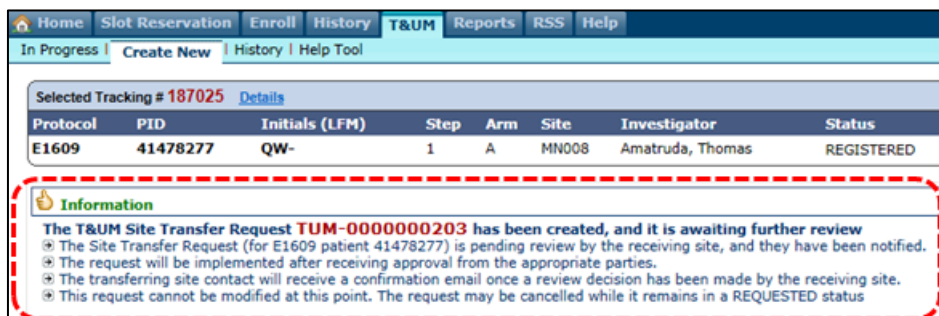 Home Slot Reservation Enroll History T&UM Reports RSS Help
In Progress | Create New | History | Help Tool
Selected Tracking # 187025 Details
Protocol PID Initials (LFM) Step Arm Site Investigator Status
E1609 41478277 QW- 1 A MN008 Amatruda, Thomas REGISTERED
Information
The T&UM Site Transfer Request TUM-0000000203 has been created, and it is awaiting further review
The Site Transfer Request (for E1609 patient 41478277) is pending review by the receiving site, and they have been notified.
The request will be implemented after receiving approval from the appropriate parties.
The transferring site contact will receive a confirmation email once a review decision has been made by the receiving site.
This request cannot be modified at this point. The request may be cancelled while it remains in a REQUESTED status